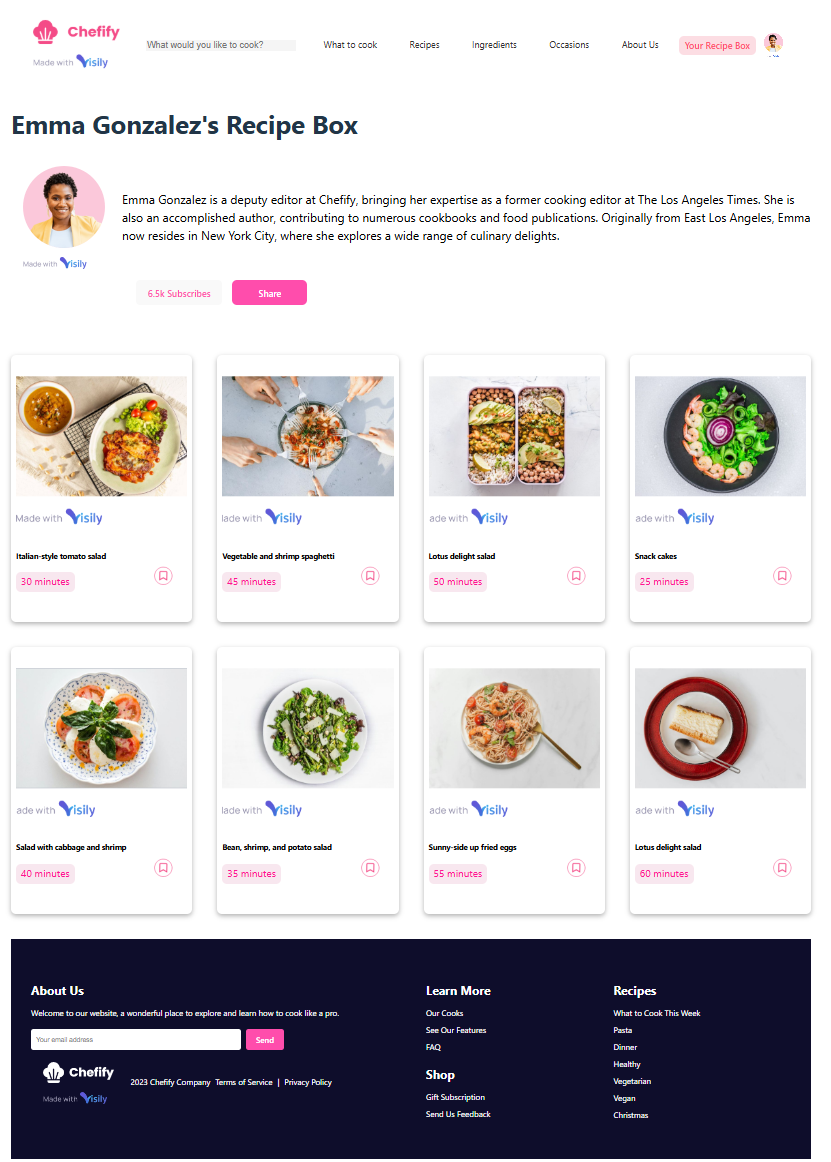 Chefify
Made with Visily
What would you like to cook?
What to cook
Recipes
Ingredients
Occasions
About Us
Your Recipe Box
Emma Gonzalez's Recipe Box
Emma Gonzalez is a deputy editor at Chefify, bringing her expertise as a former cooking editor at The Los Angeles Times. She is
also an accomplished author, contributing to numerous cookbooks and food publications. Originally from East Los Angeles, Emma
now resides in New York City, where she explores a wide range of culinary delights.
Made with Visily
6.5k Subscribes
Share
Made with Visily
Italian-style tomato salad
30 minutes
lade with Visily
Vegetable and shrimp spaghetti
45 minutes
ade with Visily
Lotus delight salad
50 minutes
ade with Visily
Snack cakes
25 minutes
ade with Visily
Salad with cabbage and shrimp
40 minutes
lade with Visily
Bean, shrimp, and potato salad
35 minutes
ade with Visily
Sunny-side up fried eggs
55 minutes
ade with Visily
Lotus delight salad
60 minutes
About Us
Welcome to our website, a wonderful place to explore and learn how to cook like a pro.
Your email address
Send
Chefify
Made with Visily
2023 Chefify Company
Terms of Service | Privacy Policy
Learn More
Our Cooks
See Our Features
FAQ
Shop
Gift Subscription
Send Us Feedback
Recipes
What to Cook This Week
Pasta
Dinner
Healthy
Vegetarian
Vegan
Christmas